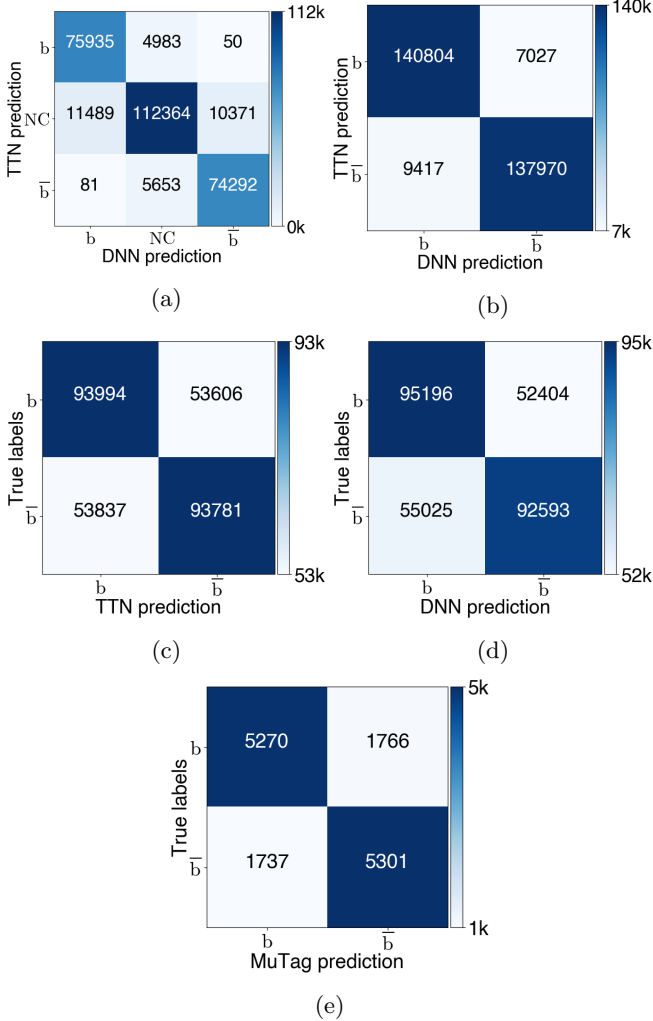 112k
b 75935 4983 50
NC 11489 112364 10371
b̅ 81 5653 74292
0k
b NC b̅
TTN prediction
DNN prediction
(a)
140k
b 140804 7027
b̅ 9417 137970
7k
b b̅
TTN prediction
DNN prediction
(b)
93k
b 93994 53606
b̅ 53837 93781
53k
b b̅
True labels
TTN prediction
(c)
95k
b 95196 52404
b̅ 55025 92593
52k
b b̅
True labels
DNN prediction
(d)
5k
b 5270 1766
b̅ 1737 5301
1k
b b̅
True labels
MuTag prediction
(e)